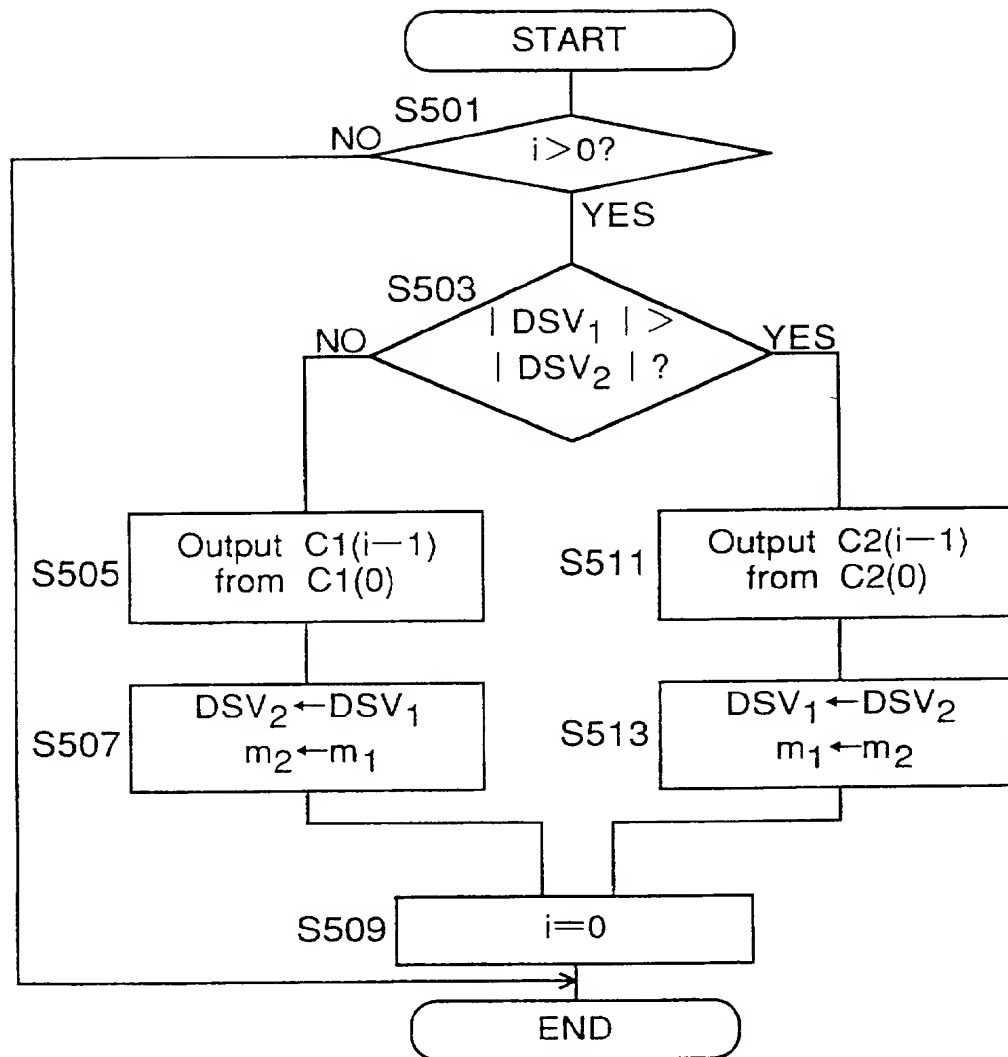 START
S501
NO
i>0?
YES
S503
NO
| DSV₁ | >
| DSV₂ | ?
YES
S505
Output C1(i−1)
from C1(0)
S511
Output C2(i−1)
from C2(0)
S507
DSV₂←DSV₁
m₂←m₁
S513
DSV₁←DSV₂
m₁←m₂
S509
i=0
END